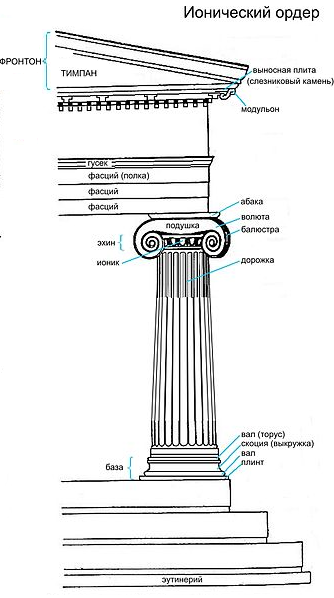 Ионический ордер
ФРОНТОН
ТИМПАН
выносная плита
(слезниковый камень)
модульон
гусек
фасций (полка)
фасций
фасций
абака
волюта
балюстра
подушка
эхин
ионик
дорожка
вал (торус)
скоция (выкружка)
вал
плинт
база
эутинерий